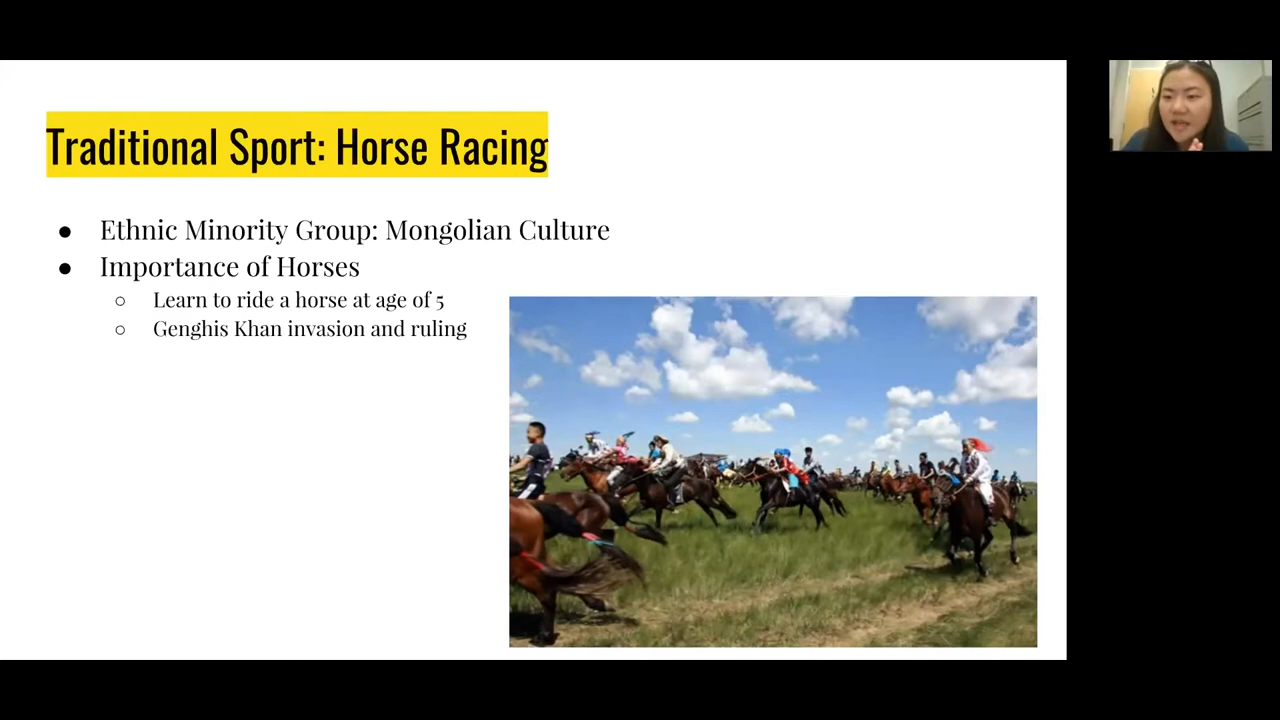 Traditional Sport: Horse Racing
● Ethnic Minority Group: Mongolian Culture
● Importance of Horses
○ Learn to ride a horse at age of 5
○ Genghis Khan invasion and ruling